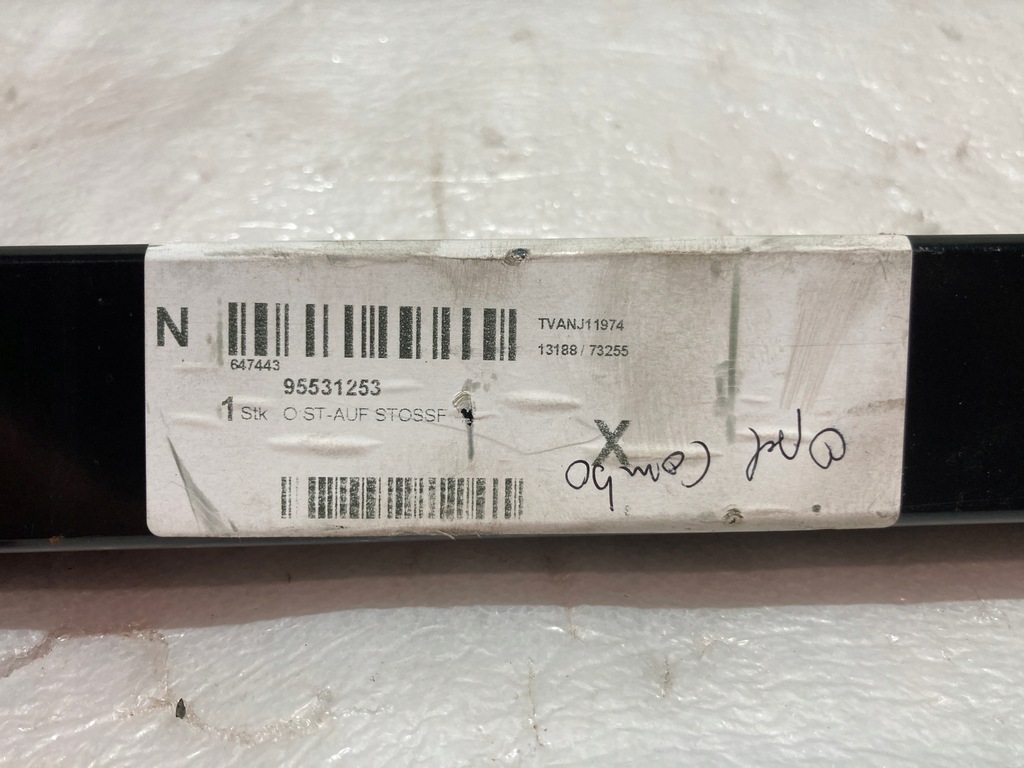 N
TVANJ11974
13188 / 73255
647443
95531253
1 Stk O ST-AUF STOSSF
X
Opel Combo